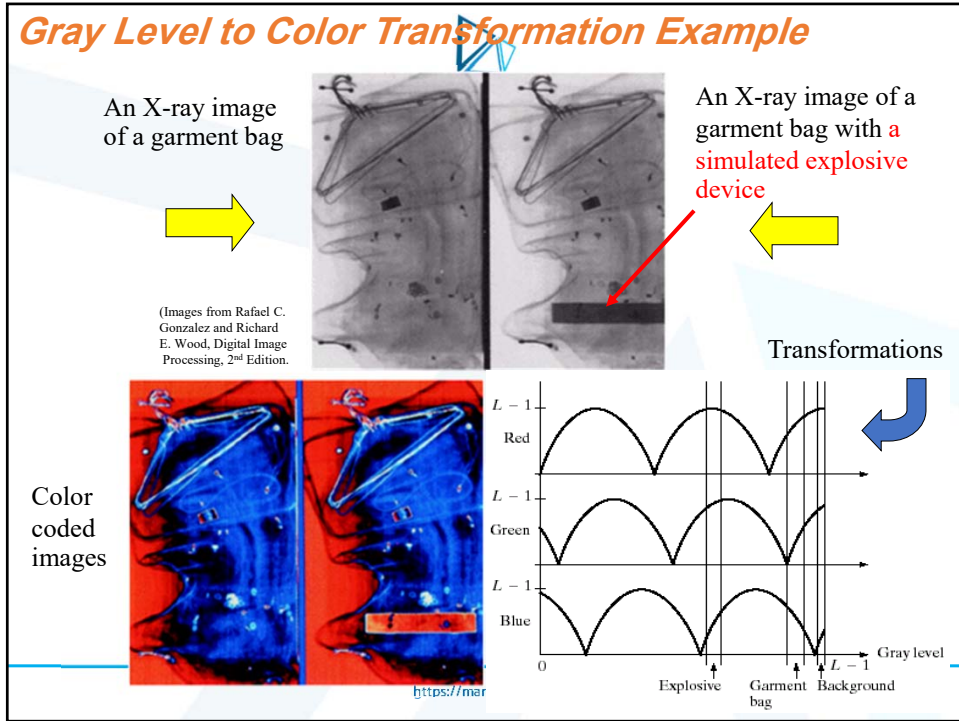 Gray Level to Color Transformation Example
An X-ray image
of a garment bag
An X-ray image of a
garment bag with a
simulated explosive
device
(Images from Rafael C.
Gonzalez and Richard
E. Wood, Digital Image
Processing, 2nd Edition.
Transformations
Color
coded
images
L − 1
Red
L − 1
Green
L − 1
Blue
Gray level
0
L − 1
Explosive
Garment
bag
Background
https://mar